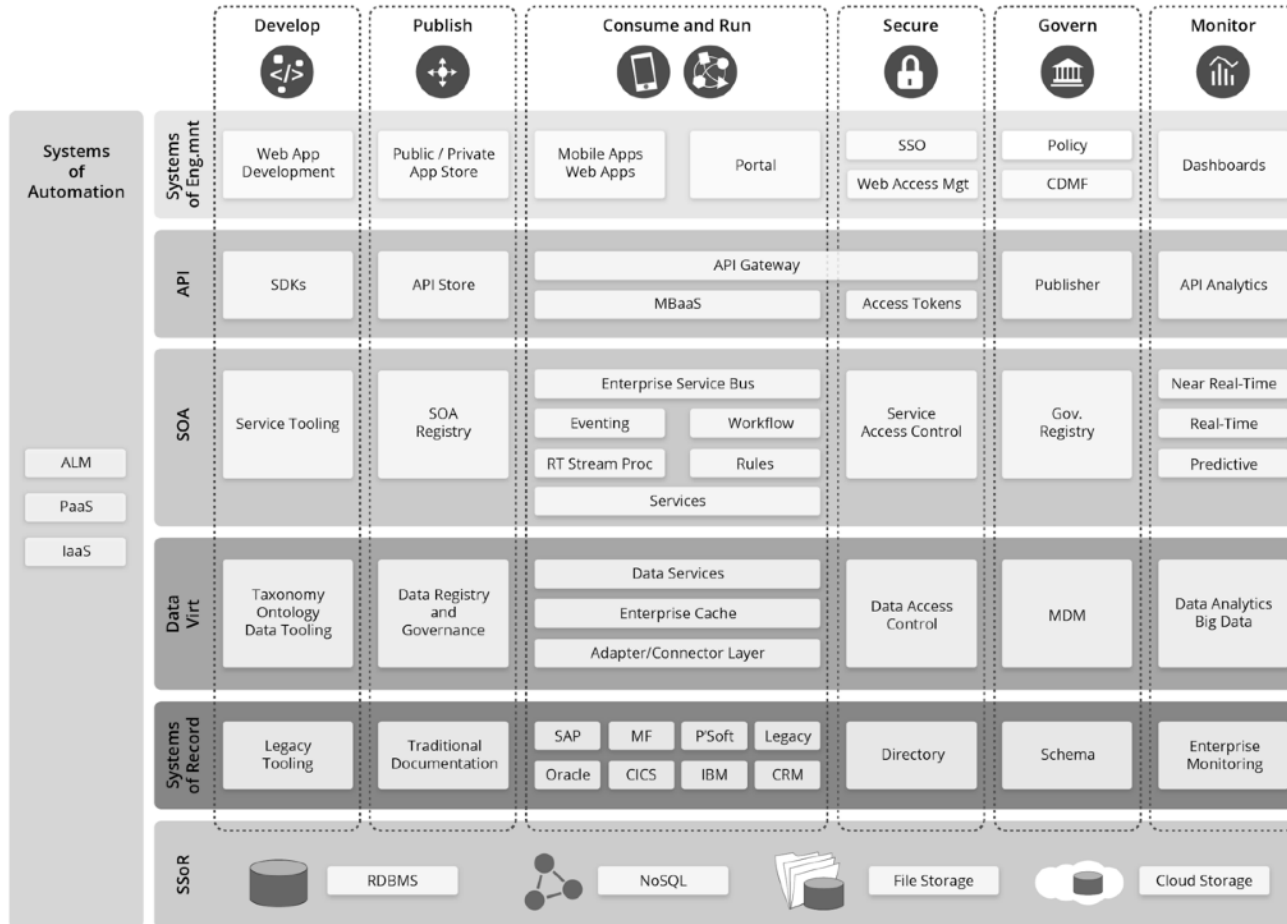 Develop
Publish
Consume and Run
Secure
Govern
Monitor
</>
Systems
of
Automation
ALM
PaaS
IaaS
Systems
of Eng.mnt
Web App
Development
Public / Private
App Store
Mobile Apps
Web Apps
Portal
SSO
Web Access Mgt
Policy
CDMF
Dashboards
API
SDKs
API Store
API Gateway
MBaaS
Access Tokens
Publisher
API Analytics
SOA
Service Tooling
SOA
Registry
Enterprise Service Bus
Eventing
Workflow
RT Stream Proc
Rules
Services
Service
Access Control
Gov.
Registry
Near Real-Time
Real-Time
Predictive
Data
Virt
Taxonomy
Ontology
Data Tooling
Data Registry
and
Governance
Data Services
Enterprise Cache
Adapter/Connector Layer
Data Access
Control
MDM
Data Analytics
Big Data
Systems
of Record
Legacy
Tooling
Traditional
Documentation
SAP
MF
P'Soft
Legacy
Oracle
CICS
IBM
CRM
Directory
Schema
Enterprise
Monitoring
SSoR
RDBMS
NoSQL
File Storage
Cloud Storage